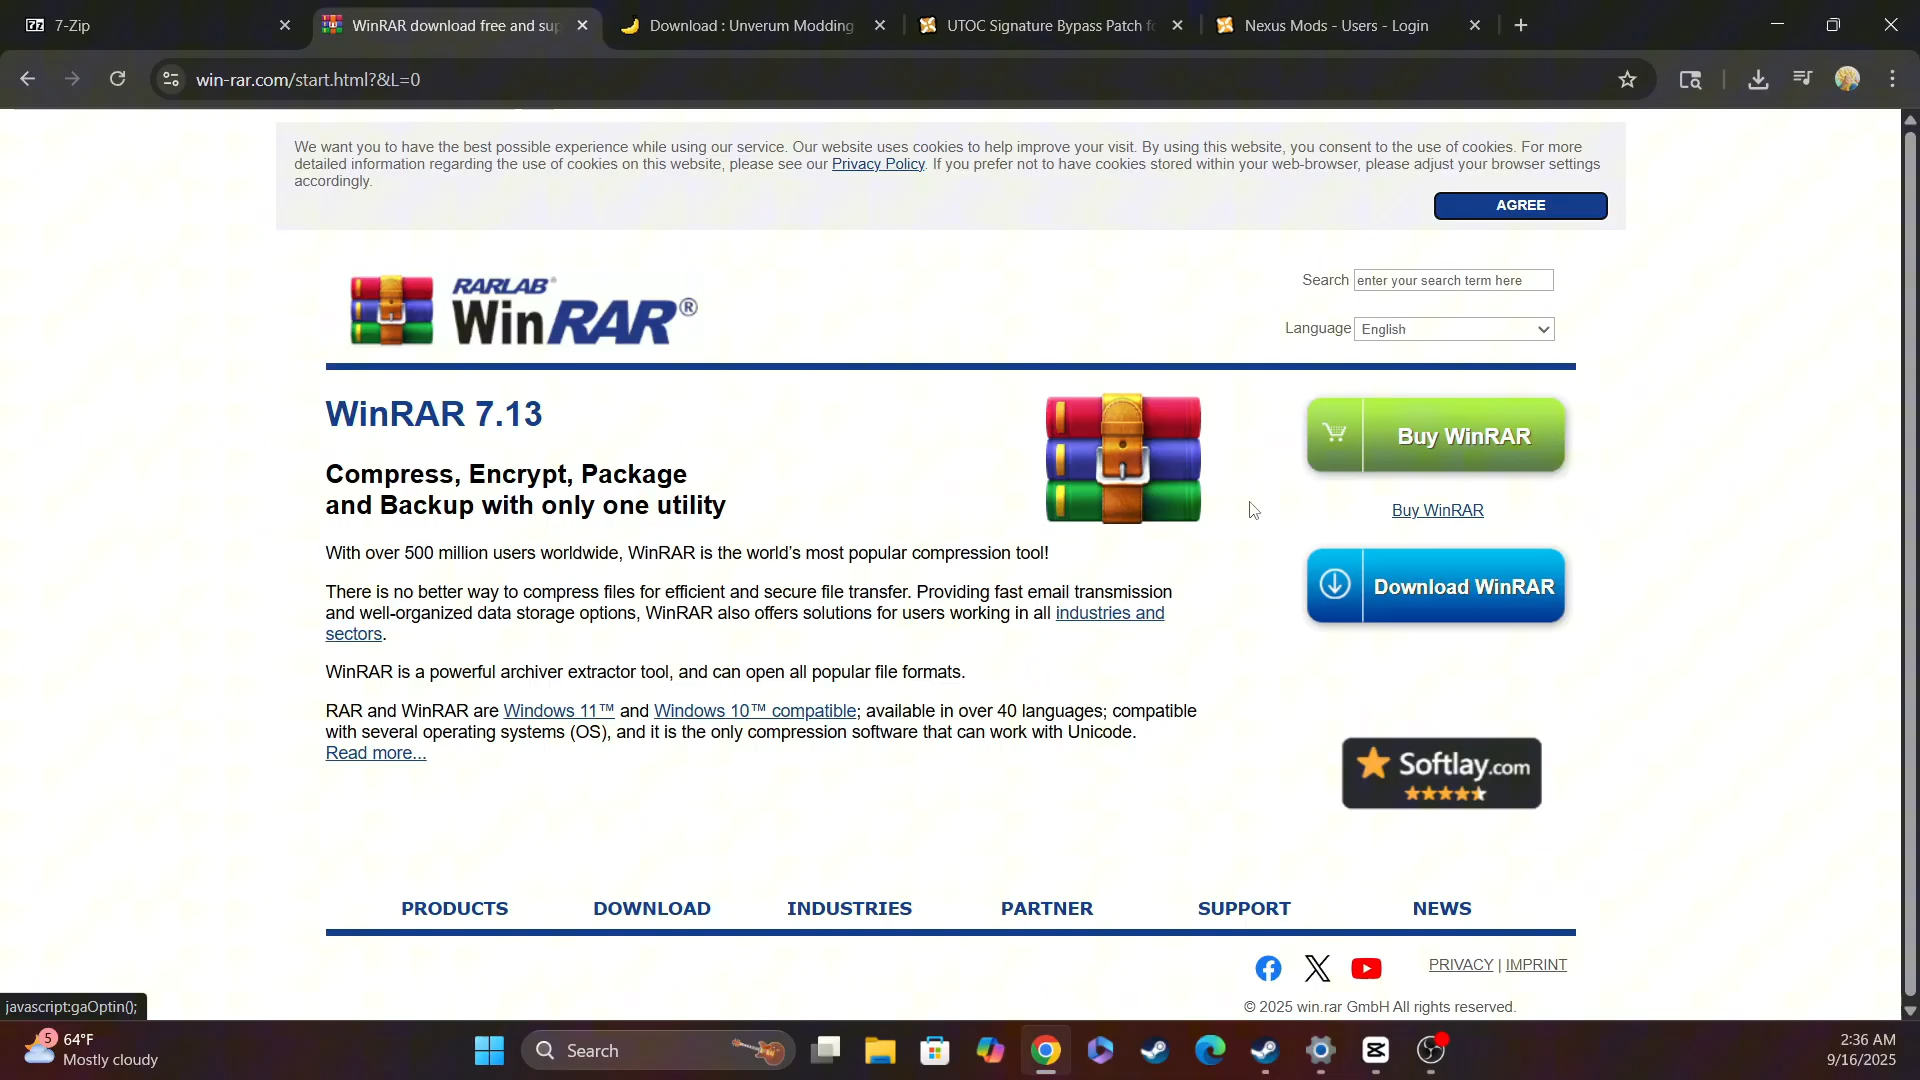 7-Zip
WinRAR download free and sup
Download : Unverum Modding
UTOC Signature Bypass Patch fo
Nexus Mods - Users - Login
win-rar.com/start.html?&L=0
We want you to have the best possible experience while using our service. Our website uses cookies to help improve your visit. By using this website, you consent to the use of cookies. For more
detailed information regarding the use of cookies on this website, please see our Privacy Policy. If you prefer not to have cookies stored within your web-browser, please adjust your browser settings
accordingly.
AGREE
RARLAB®
WinRAR®
Search enter your search term here
Language English
WinRAR 7.13
Compress, Encrypt, Package
and Backup with only one utility
With over 500 million users worldwide, WinRAR is the world's most popular compression tool!
There is no better way to compress files for efficient and secure file transfer. Providing fast email transmission
and well-organized data storage options, WinRAR also offers solutions for users working in all industries and
sectors.
WinRAR is a powerful archiver extractor tool, and can open all popular file formats.
RAR and WinRAR are Windows 11™ and Windows 10™ compatible; available in over 40 languages; compatible
with several operating systems (OS), and it is the only compression software that can work with Unicode.
Read more...
Buy WinRAR
Buy WinRAR
Download WinRAR
Softlay.com
PRODUCTS
DOWNLOAD
INDUSTRIES
PARTNER
SUPPORT
NEWS
PRIVACY | IMPRINT
© 2025 win.rar GmbH All rights reserved.
javascript:gaOptin();
5
64°F
Mostly cloudy
Search
2:36 AM
9/16/2025